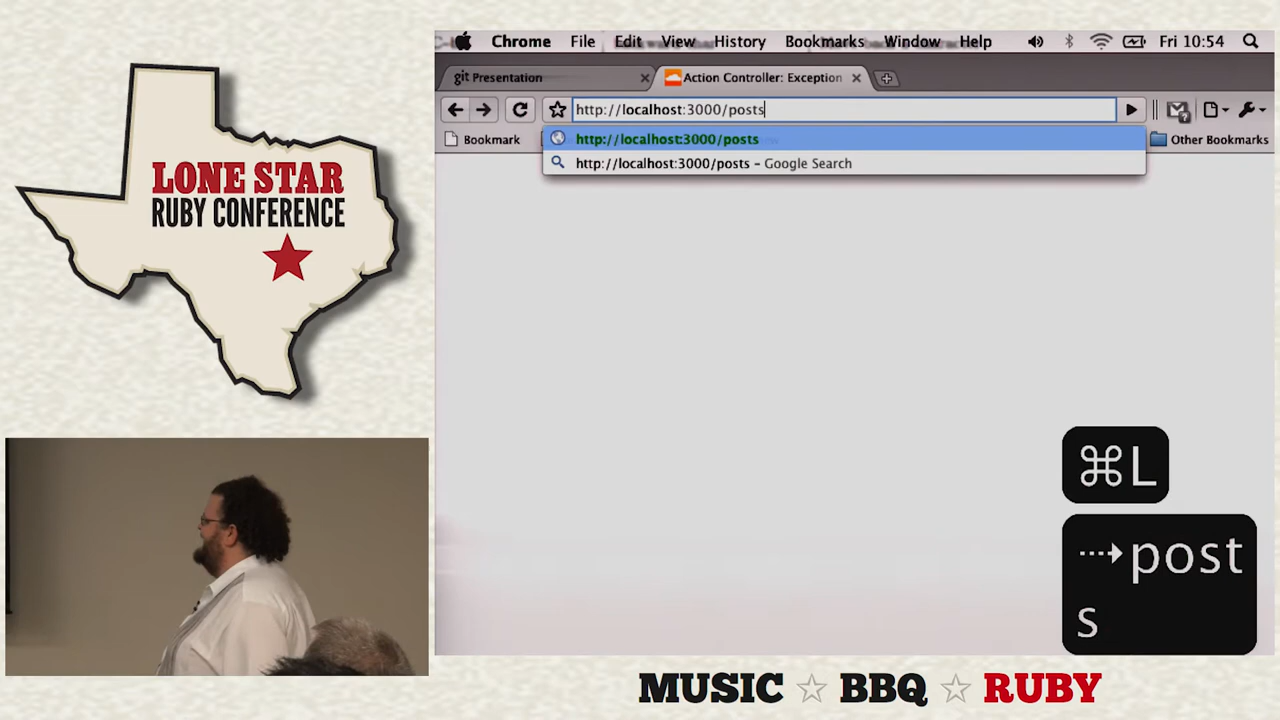 LONE STAR
RUBY CONFERENCE
Chrome File Edit View History Bookmarks Window Help Fri 10:54
git Presentation
Action Controller: Exception
http://localhost:3000/posts
Bookmark
Other Bookmarks
http://localhost:3000/posts
http://localhost:3000/posts – Google Search
⌘L
⇢post
s
MUSIC ☆ BBQ ☆ RUBY